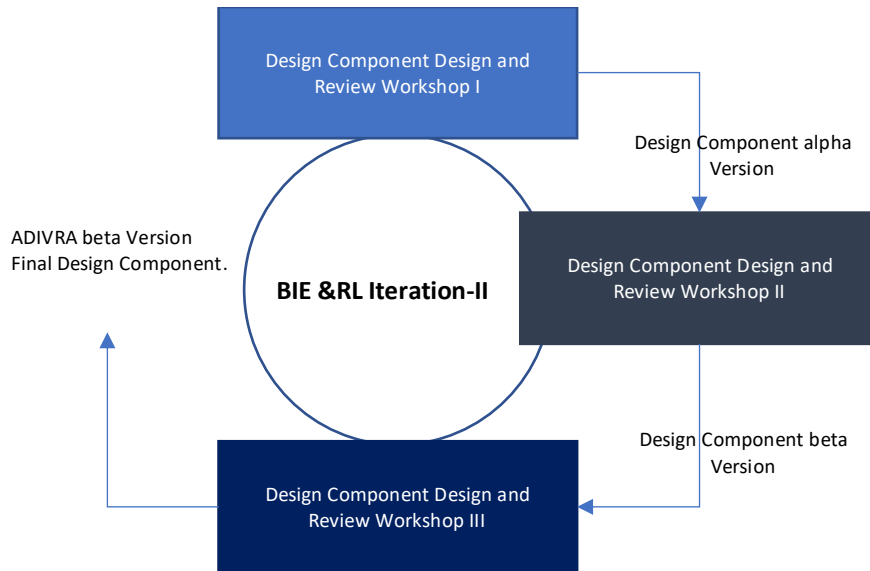 Design Component Design and
Review Workshop I
Design Component alpha
Version
ADIVRA beta Version
Final Design Component.
BIE &RL Iteration-II
Design Component Design and
Review Workshop II
Design Component beta
Version
Design Component Design and
Review Workshop III